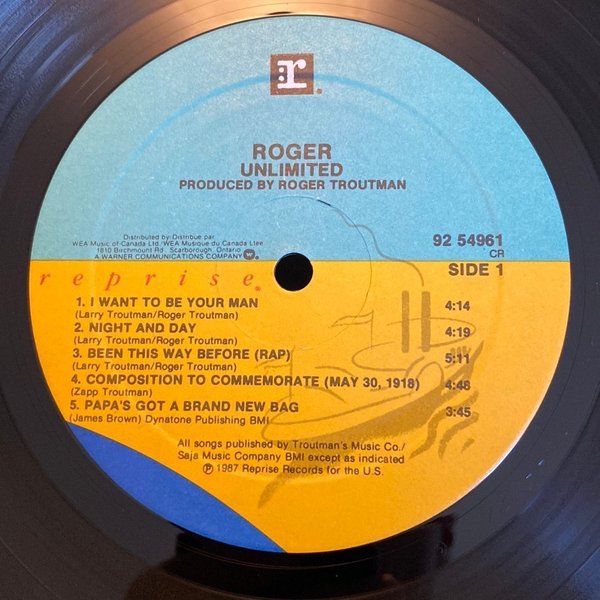 r
ROGER
UNLIMITED
PRODUCED BY ROGER TROUTMAN
Distributed by/Distribue par
WEA Music of Canada Ltd./WEA Musique du Canada Ltee
1810 Birchmount Rd., Scarborough, Ontario
A WARNER COMMUNICATIONS COMPANY
92 54961
CR
SIDE 1
reprise
1. I WANT TO BE YOUR MAN 4:14
(Larry Troutman/Roger Troutman)
2. NIGHT AND DAY 4:19
(Larry Troutman/Roger Troutman)
3. BEEN THIS WAY BEFORE (RAP) 5:11
(Larry Troutman/Roger Troutman)
4. COMPOSITION TO COMMEMORATE (MAY 30, 1918) 4:48
(Zapp Troutman)
5. PAPA'S GOT A BRAND NEW BAG 3:45
(James Brown) Dynatone Publishing BMI
All songs published by Troutman's Music Co./
Saja Music Company BMI except as indicated
℗ 1987 Reprise Records for the U.S.